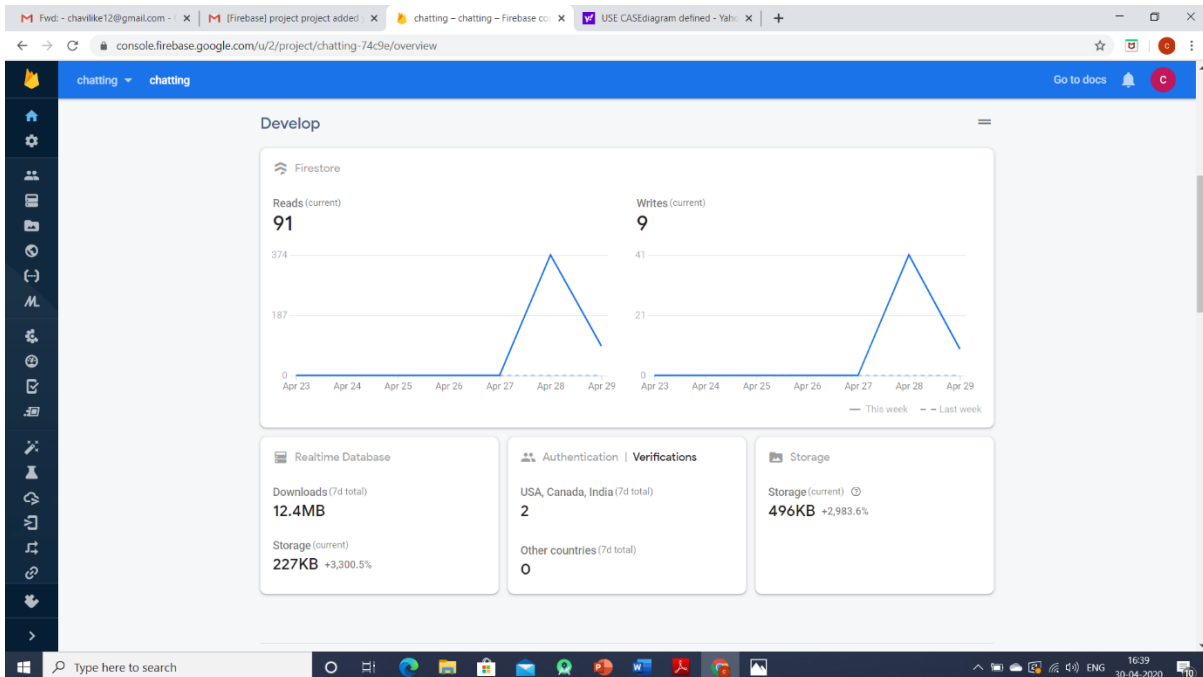 Fwd: - chavilike12@gmail.com -
[Firebase] project project added
chatting – chatting – Firebase co
USE CASEdiagram defined - Yaho
console.firebase.google.com/u/2/project/chatting-74c9e/overview
c
chatting chatting Go to docs C
Develop
Firestore
Reads (current) Writes (current)
91 9
374 41
187 21
0 0
Apr 23 Apr 24 Apr 25 Apr 26 Apr 27 Apr 28 Apr 29 Apr 23 Apr 24 Apr 25 Apr 26 Apr 27 Apr 28 Apr 29
This week Last week
Realtime Database
Downloads (7d total)
12.4MB
Storage (current)
227KB +3,300.5%
Authentication | Verifications
USA, Canada, India (7d total)
2
Other countries (7d total)
0
Storage
Storage (current)
496KB +2,983.6%
Type here to search
ENG
16:39
30-04-2020